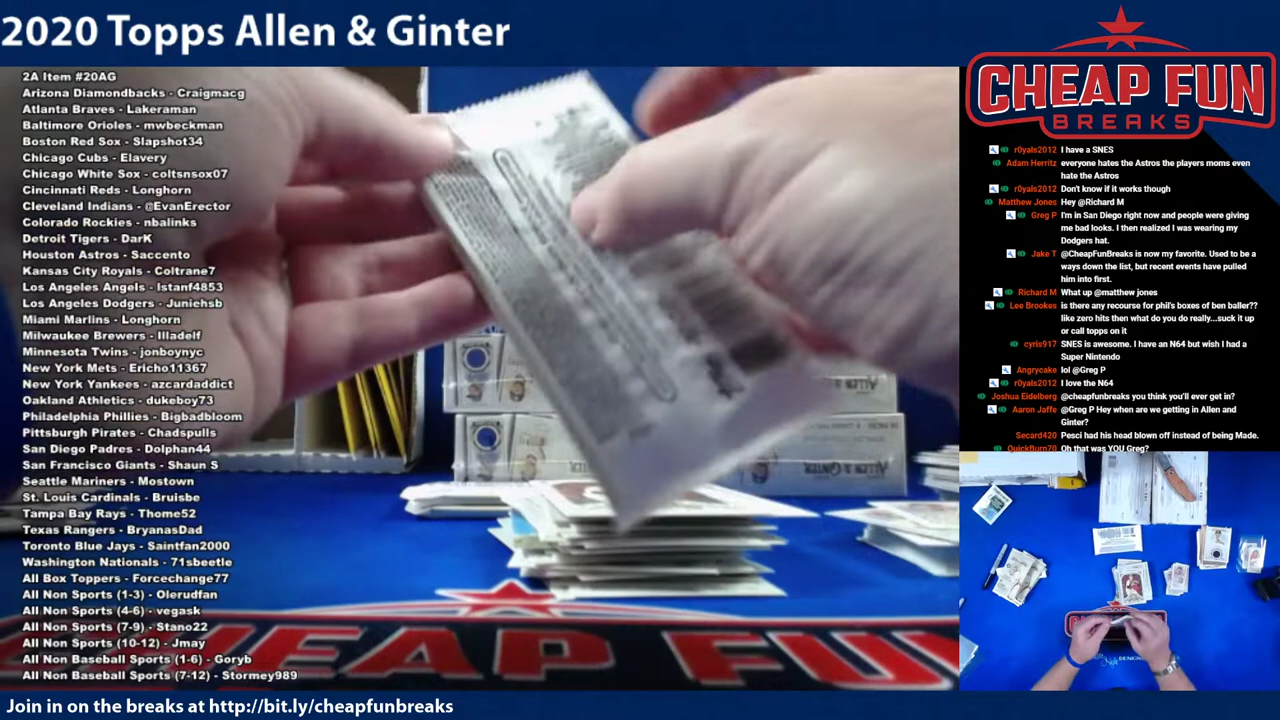 2020 Topps Allen & Ginter
2A Item #20AG
Arizona Diamondbacks - Craigmacg
Atlanta Braves - Lakeraman
Baltimore Orioles - mwbeckman
Boston Red Sox - Slapshot34
Chicago Cubs - Elavery
Chicago White Sox - coltsnsox07
Cincinnati Reds - Longhorn
Cleveland Indians - @EvanErector
Colorado Rockies - nbalinks
Detroit Tigers - DarK
Houston Astros - Saccento
Kansas City Royals - Coltrane7
Los Angeles Angels - Istanf4853
Los Angeles Dodgers - Juniehsb
Miami Marlins - Longhorn
Milwaukee Brewers - Illadelf
Minnesota Twins - jonboynyc
New York Mets - Ericho11367
New York Yankees - azcardaddict
Oakland Athletics - dukeboy73
Philadelphia Phillies - Bigbadbloom
Pittsburgh Pirates - Chadspulls
San Diego Padres - Dolphan44
San Francisco Giants - Shaun S
Seattle Mariners - Mostown
St. Louis Cardinals - Bruisbe
Tampa Bay Rays - Thome52
Texas Rangers - BryanasDad
Toronto Blue Jays - Saintfan2000
Washington Nationals - 71sbeetle
All Box Toppers - Forcechange77
All Non Sports (1-3) - Olerudfan
All Non Sports (4-6) - vegask
All Non Sports (7-9) - Stano22
All Non Sports (10-12) - Jmay
All Non Baseball Sports (1-6) - Goryb
All Non Baseball Sports (7-12) - Stormey989
ALLEN & GINTER
CHEAP FUN
CHEAP FUN
BREAKS
r0yals2012 I have a SNES
Adam Herritz everyone hates the Astros the players moms even
hate the Astros
r0yals2012 Don't know if it works though
Matthew Jones Hey @Richard M
Greg P I'm in San Diego right now and people were giving
me bad looks. I then realized I was wearing my
Dodgers hat.
Jake T @CheapFunBreaks is now my favorite. Used to be a
ways down the list, but recent events have pulled
him into first.
Richard M What up @matthew jones
Lee Brookes is there any recourse for phil's boxes of ben baller??
like zero hits then what do you do really...suck it up
or call topps on it
cyris917 SNES is awesome. I have an N64 but wish I had a
Super Nintendo
Angrycake lol @Greg P
r0yals2012 I love the N64
Joshua Eidelberg @cheapfunbreaks you think you'll ever get in?
Aaron Jaffe @Greg P Hey when are we getting in Allen and
Ginter?
Secard420 Pesci had his head blown off instead of being Made.
QuickBurn70 Oh that was YOU Greg?
Join in on the breaks at http://bit.ly/cheapfunbreaks